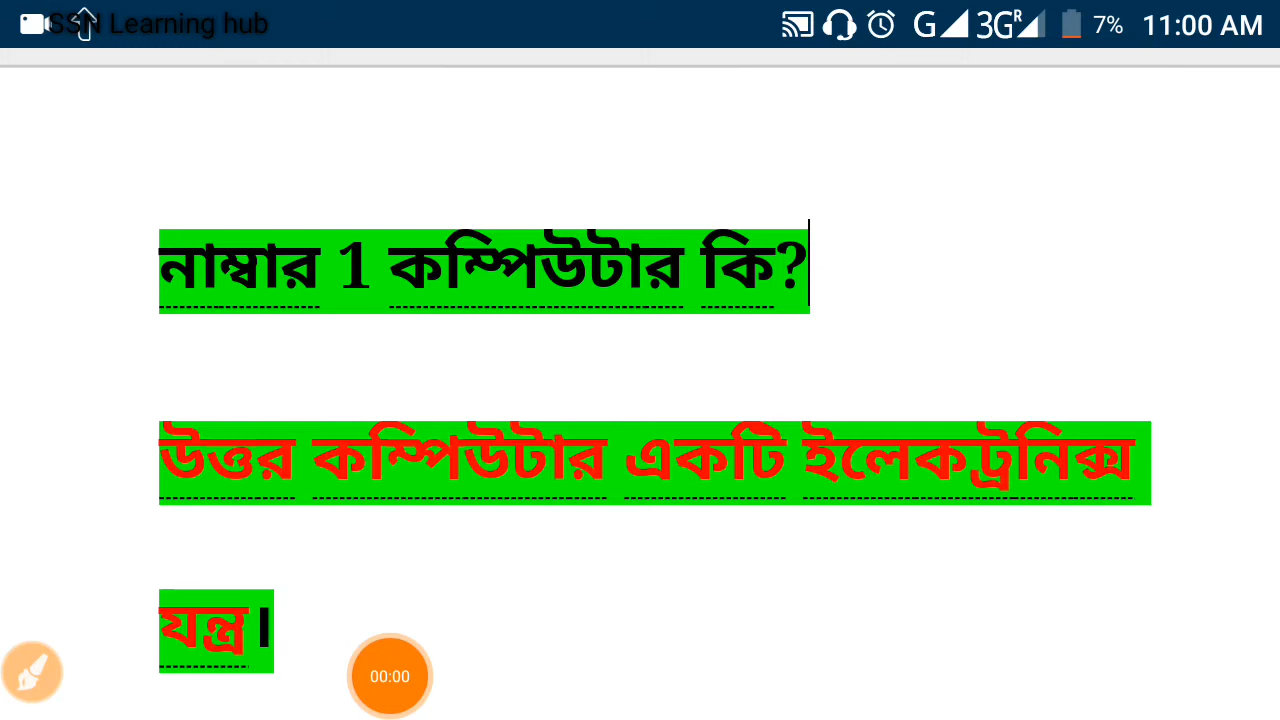 SSN Learning hub
G 3G R 7% 11:00 AM
নাম্বার 1 কম্পিউটার কি?
উত্তর কম্পিউটার একটি ইলেকট্রনিক্স
যন্ত্র।
00:00